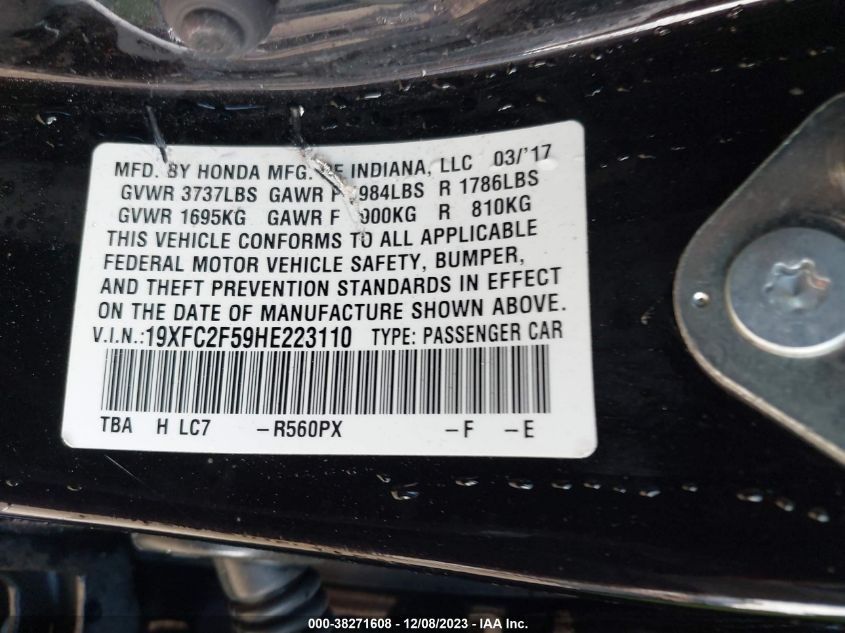 MFD. BY HONDA MFG. OF INDIANA, LLC 03/'17
GVWR 3737LBS GAWR F 984LBS R 1786LBS
GVWR 1695KG GAWR F 900KG R 810KG
THIS VEHICLE CONFORMS TO ALL APPLICABLE
FEDERAL MOTOR VEHICLE SAFETY, BUMPER,
AND THEFT PREVENTION STANDARDS IN EFFECT
ON THE DATE OF MANUFACTURE SHOWN ABOVE.
V.I.N.:19XFC2F59HE223110 TYPE: PASSENGER CAR
TBA H LC7 -R560PX -F -E
000-38271608 - 12/08/2023 - © IAA Inc.